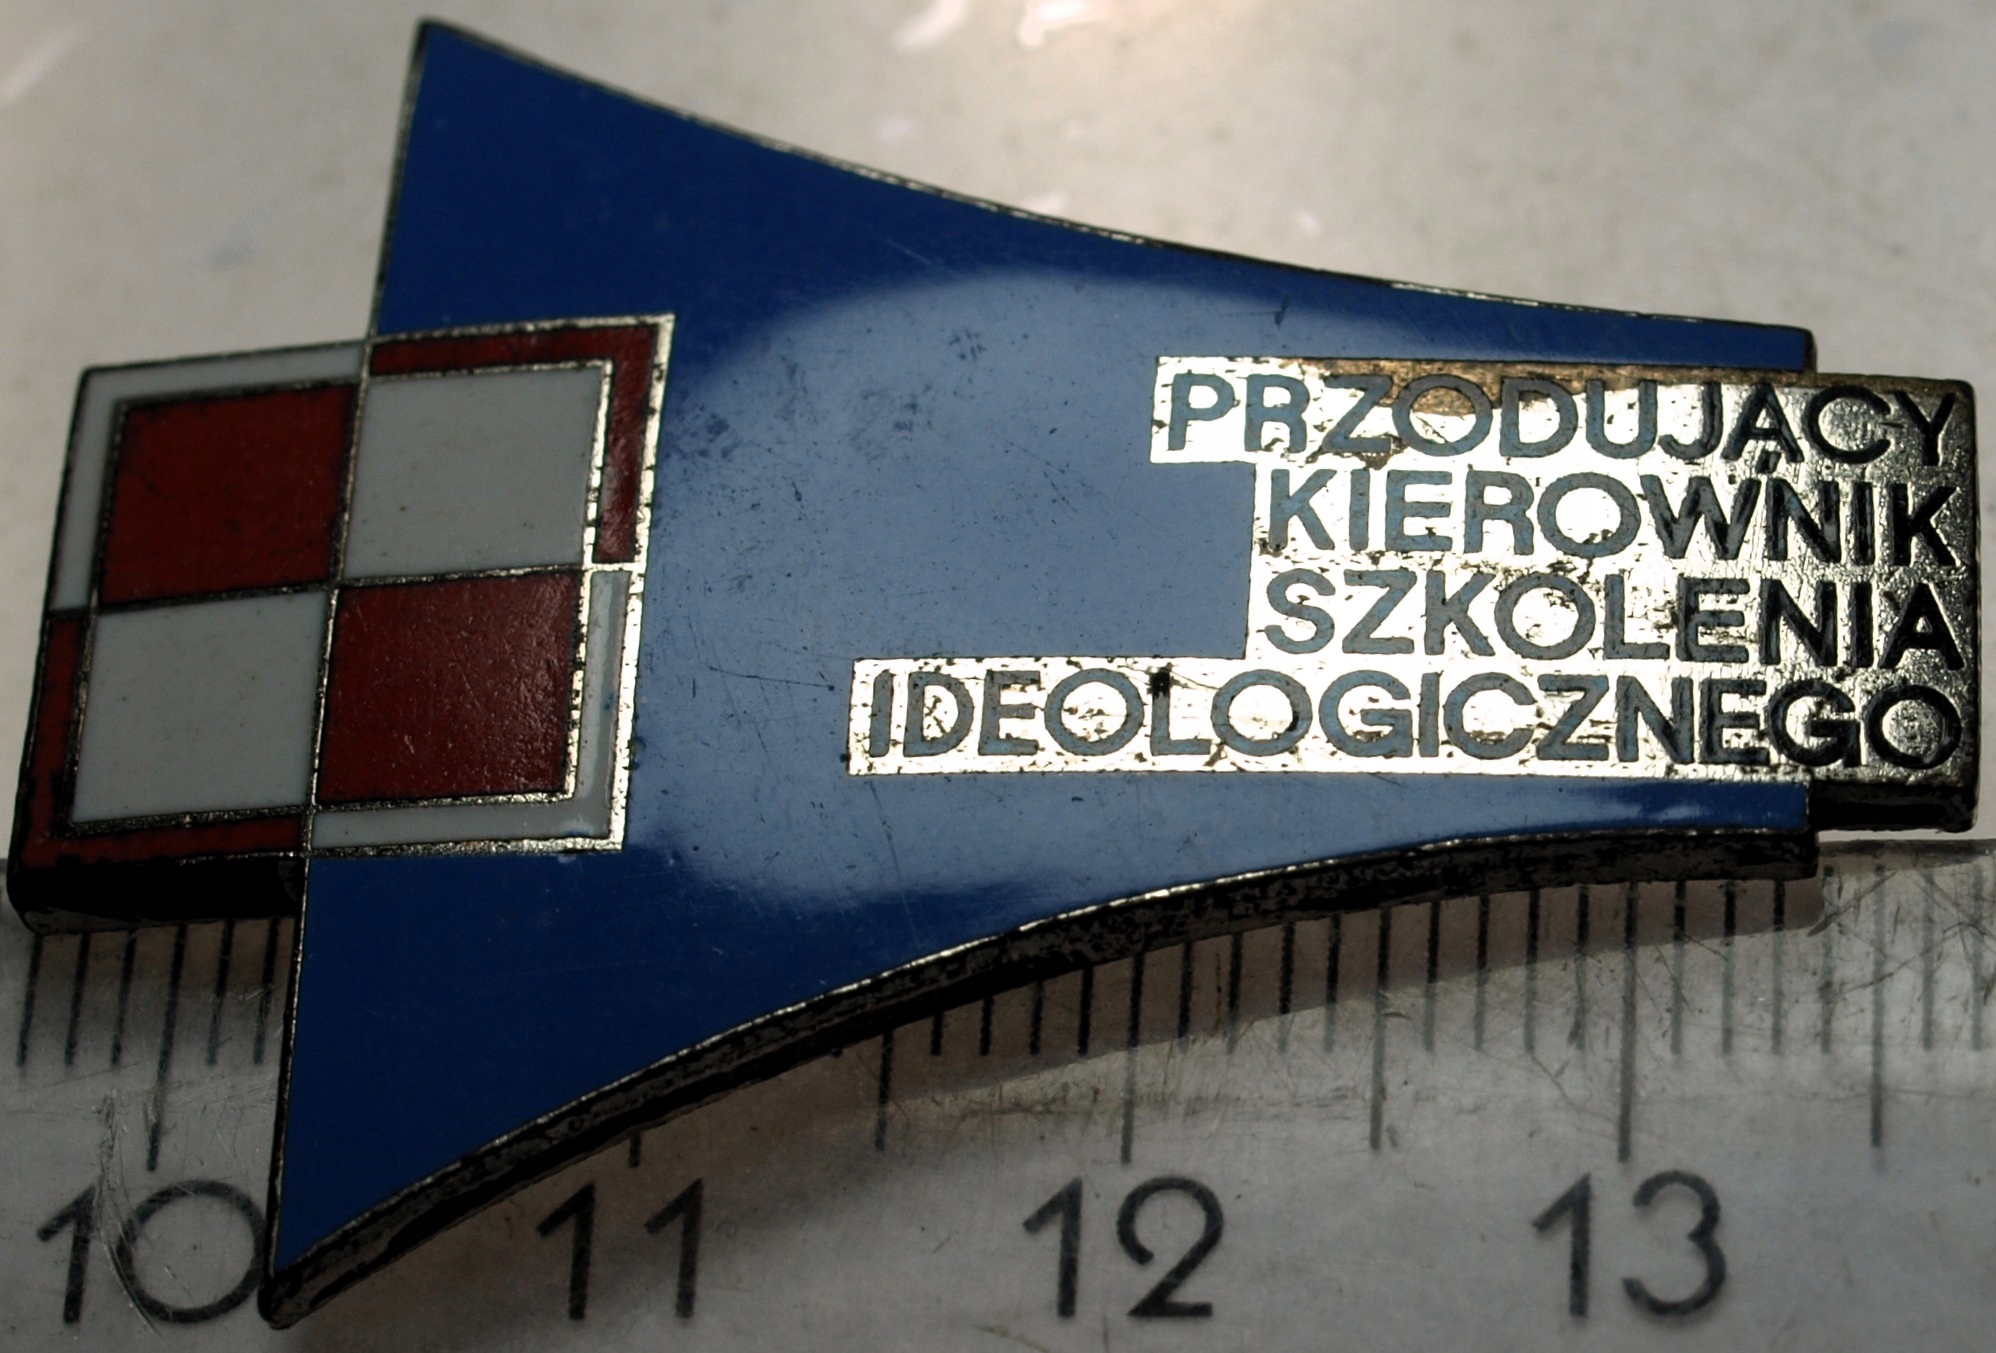 PRZODUJĄCY
KIEROWNIK
SZKOLENIA
IDEOLOGICZNEGO
10 11 12 13